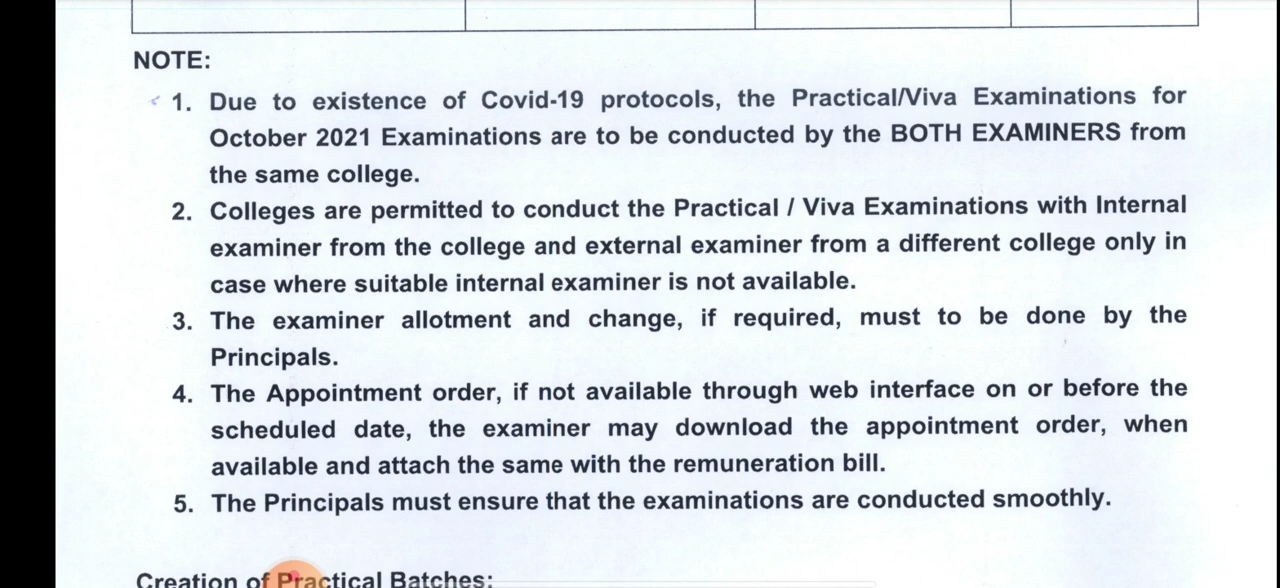 NOTE:
1. Due to existence of Covid-19 protocols, the Practical/Viva Examinations for
October 2021 Examinations are to be conducted by the BOTH EXAMINERS from
the same college.
2. Colleges are permitted to conduct the Practical / Viva Examinations with Internal
examiner from the college and external examiner from a different college only in
case where suitable internal examiner is not available.
3. The examiner allotment and change, if required, must to be done by the
Principals.
4. The Appointment order, if not available through web interface on or before the
scheduled date, the examiner may download the appointment order, when
available and attach the same with the remuneration bill.
5. The Principals must ensure that the examinations are conducted smoothly.
Creation of Practical Batches: